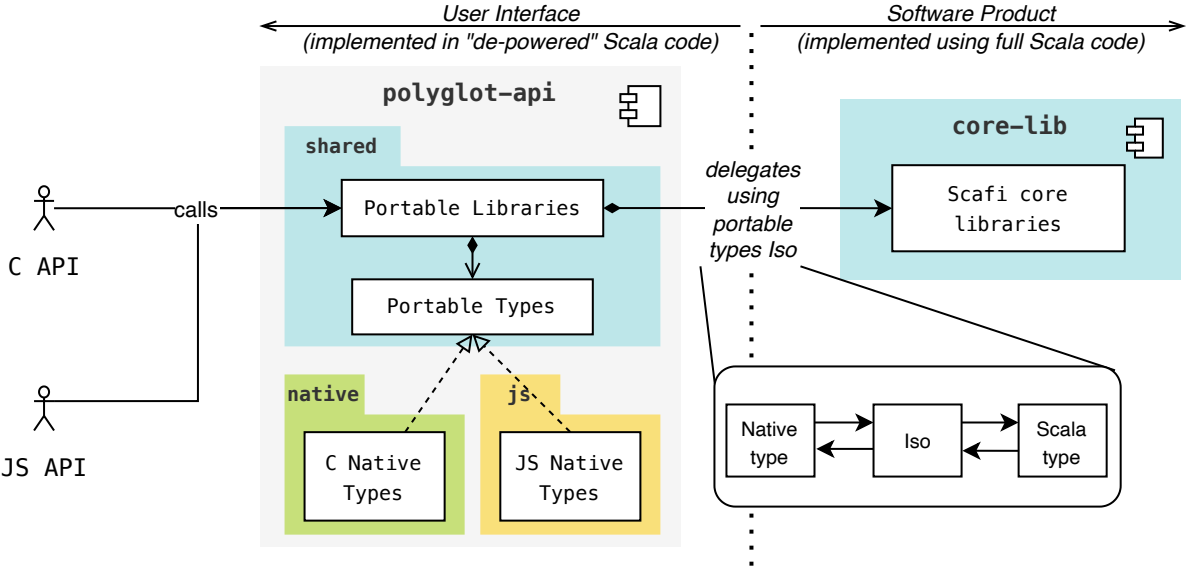 User Interface
(implemented in "de-powered" Scala code)
Software Product
(implemented using full Scala code)
polyglot-api
shared
Portable Libraries
Portable Types
native
C Native
Types
js
JS Native
Types
C API
JS API
calls
delegates
using
portable
types Iso
core-lib
Scafi core
libraries
Native
type
Iso
Scala
type